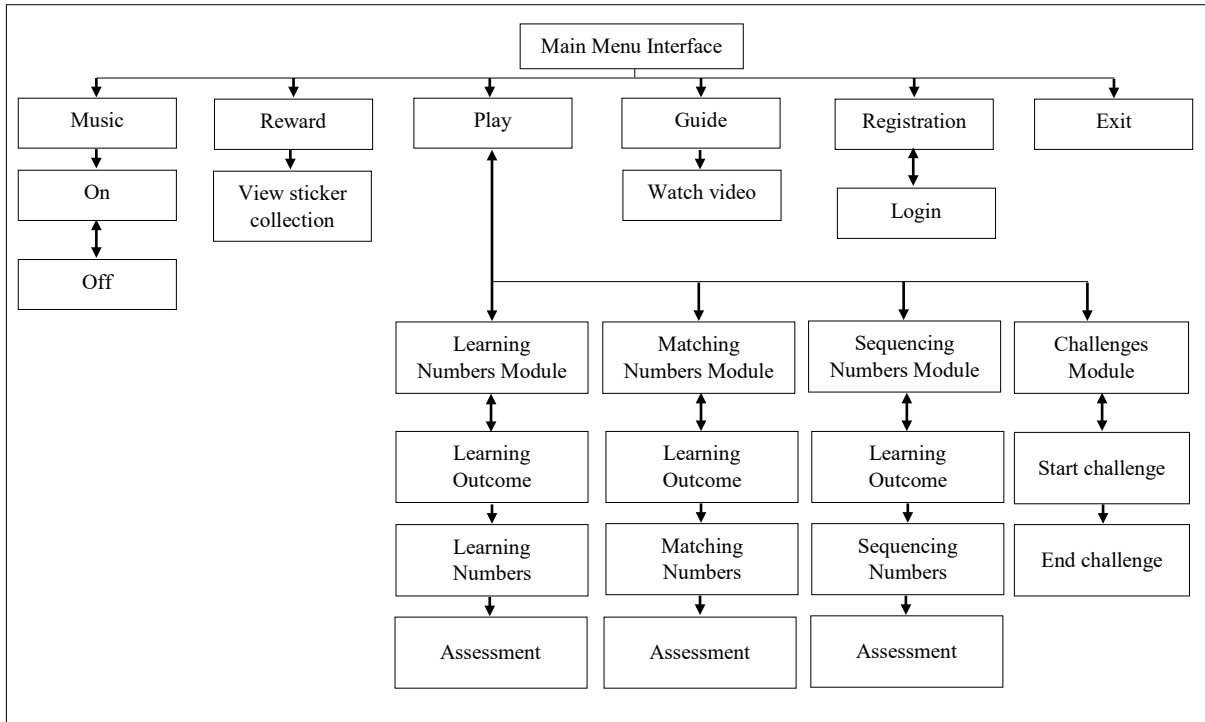 Main Menu Interface
Music
Reward
Play
Guide
Registration
Exit
On
View sticker
collection
Watch video
Login
Off
Learning
Numbers Module
Matching
Numbers Module
Sequencing
Numbers Module
Challenges
Module
Learning
Outcome
Learning
Outcome
Learning
Outcome
Start challenge
Learning
Numbers
Matching
Numbers
Sequencing
Numbers
End challenge
Assessment
Assessment
Assessment